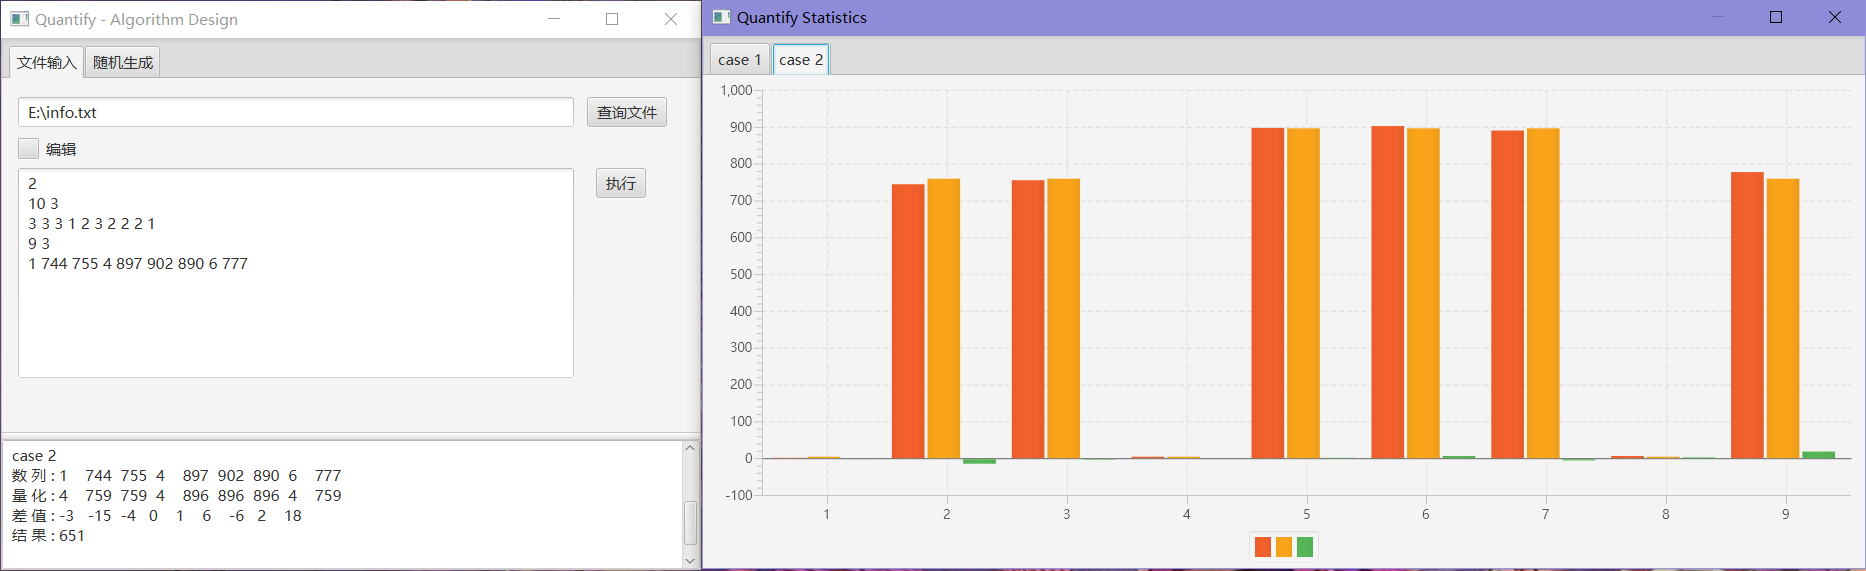 Quantify - Algorithm Design
文件输入 随机生成
E:\info.txt 查询文件
编辑
执行
2
10 3
3 3 3 1 2 3 2 2 2 1
9 3
1 744 755 4 897 902 890 6 777
case 2
数 列 : 1 744 755 4 897 902 890 6 777
量 化 : 4 759 759 4 896 896 896 4 759
差 值 : -3 -15 -4 0 1 6 -6 2 18
结 果 : 651
Quantify Statistics
case 1 case 2
1,000
900
800
700
600
500
400
300
200
100
0
-100
1 2 3 4 5 6 7 8 9